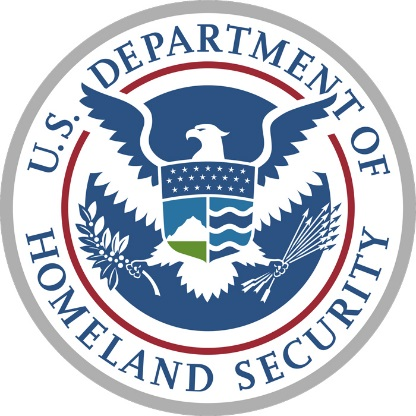 U.S. DEPARTMENT OF
HOMELAND SECURITY